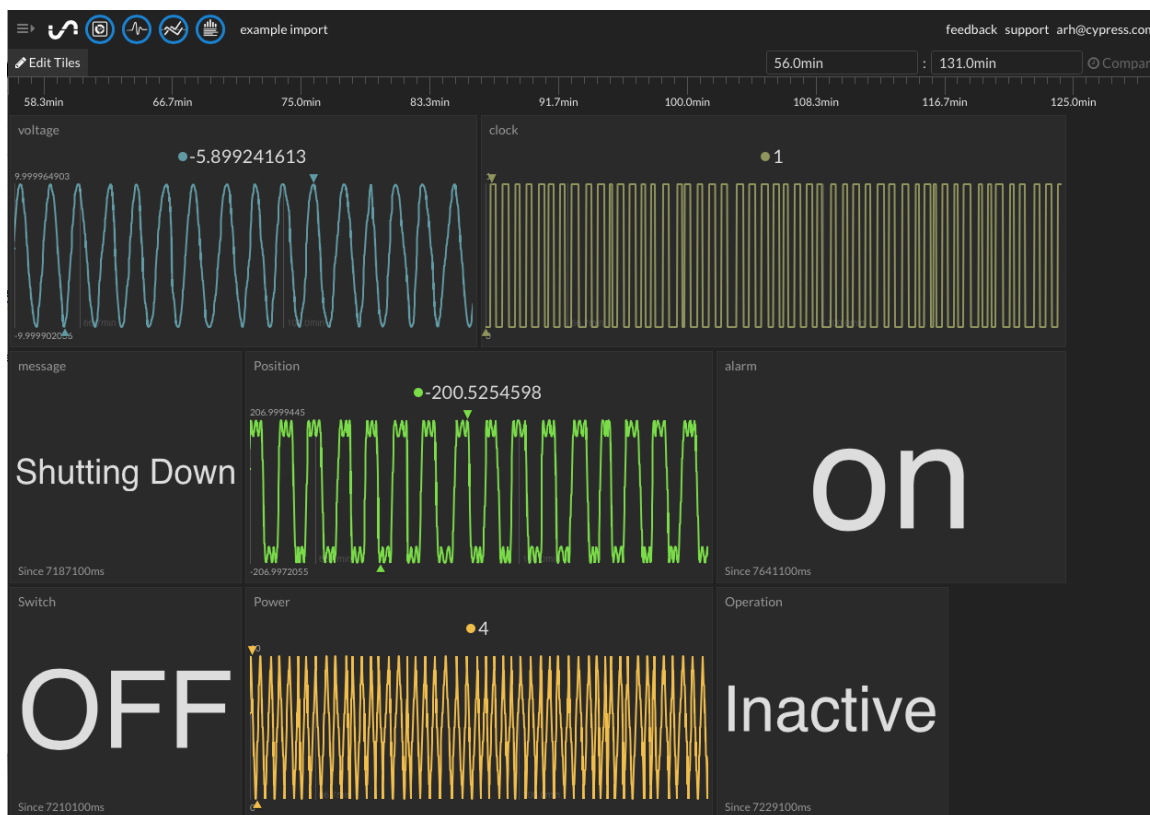 example import
feedback support arh@cypress.com
Edit Tiles
56.0min : 131.0min Compar
58.3min 66.7min 75.0min 83.3min 91.7min 100.0min 108.3min 116.7min 125.0min
voltage
-5.899241613
9.999964903
-9.999902056
clock
1
message
Shutting Down
Since 7187100ms
Position
-200.5254598
206.9999445
-206.9972055
alarm
on
Since 7641100ms
Switch
OFF
Since 7210100ms
Power
4
Operation
Inactive
Since 7229100ms